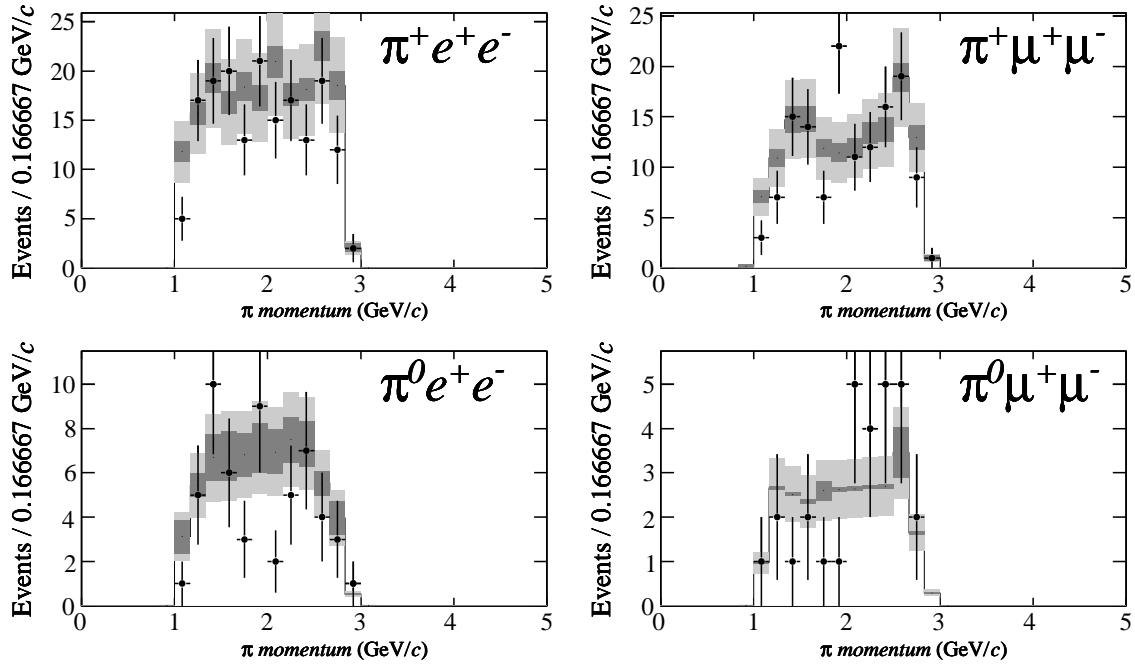 Events / 0.166667 GeV/c
25
20
15
10
5
0
π⁺e⁺e⁻
0 1 2 3 4 5
π momentum (GeV/c)
Events / 0.166667 GeV/c
25
20
15
10
5
0
π⁺μ⁺μ⁻
0 1 2 3 4 5
π momentum (GeV/c)
Events / 0.166667 GeV/c
10
8
6
4
2
0
π⁰e⁺e⁻
0 1 2 3 4 5
π momentum (GeV/c)
Events / 0.166667 GeV/c
5
4
3
2
1
0
π⁰μ⁺μ⁻
0 1 2 3 4 5
π momentum (GeV/c)